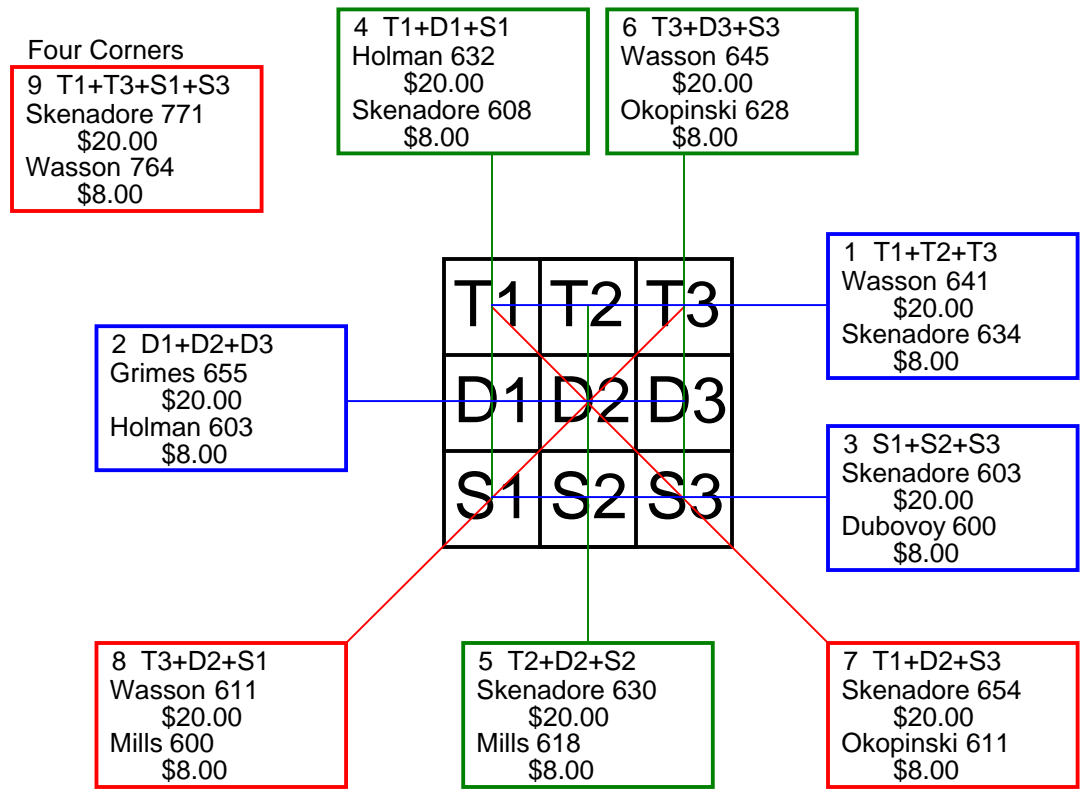 Four Corners
9 T1+T3+S1+S3
Skenadore 771
$20.00
Wasson 764
$8.00
4 T1+D1+S1
Holman 632
$20.00
Skenadore 608
$8.00
6 T3+D3+S3
Wasson 645
$20.00
Okopinski 628
$8.00
1 T1+T2+T3
Wasson 641
$20.00
Skenadore 634
$8.00
2 D1+D2+D3
Grimes 655
$20.00
Holman 603
$8.00
T1 T2 T3
D1 D2 D3
S1 S2 S3
3 S1+S2+S3
Skenadore 603
$20.00
Dubovoy 600
$8.00
8 T3+D2+S1
Wasson 611
$20.00
Mills 600
$8.00
5 T2+D2+S2
Skenadore 630
$20.00
Mills 618
$8.00
7 T1+D2+S3
Skenadore 654
$20.00
Okopinski 611
$8.00